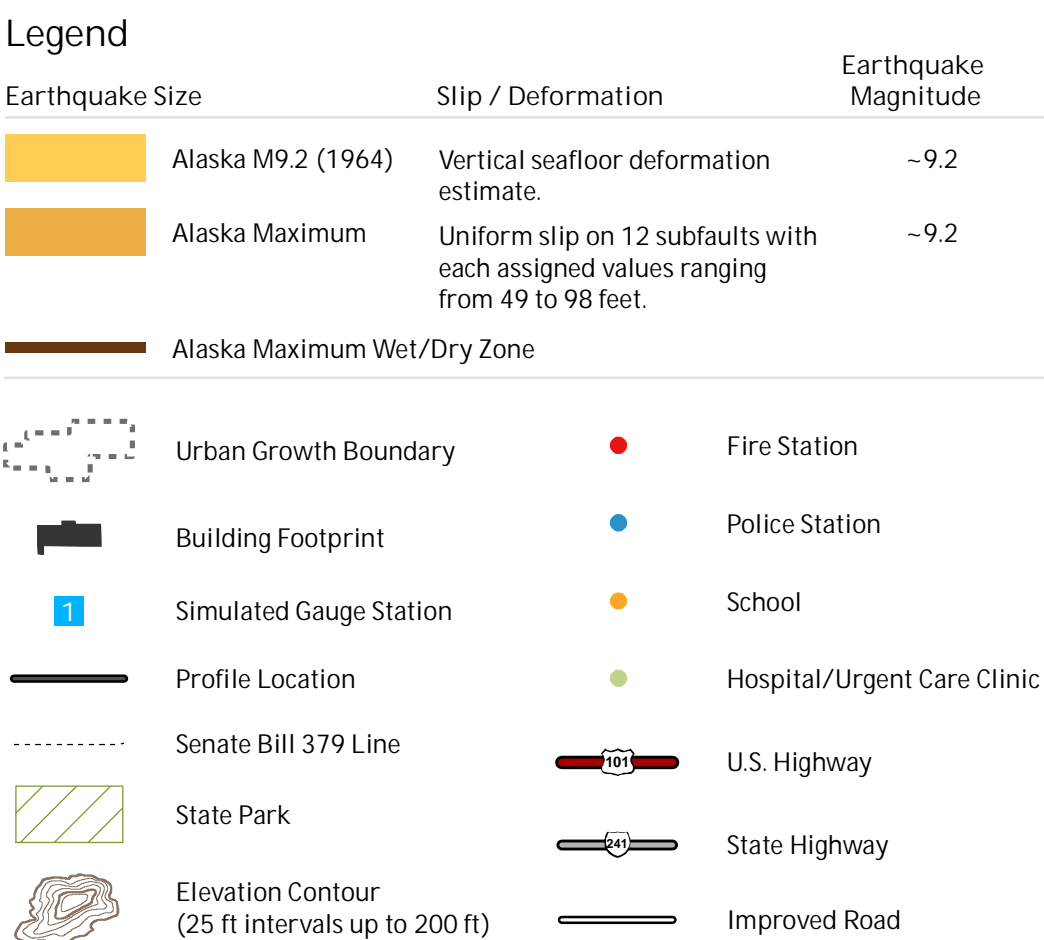 Legend
Earthquake Size
Slip / Deformation
Earthquake
Magnitude
Alaska M9.2 (1964)
Vertical seafloor deformation
estimate.
~9.2
Alaska Maximum
Uniform slip on 12 subfaults with
each assigned values ranging
from 49 to 98 feet.
~9.2
Alaska Maximum Wet/Dry Zone
Urban Growth Boundary
Fire Station
Building Footprint
Police Station
1
Simulated Gauge Station
School
Profile Location
Hospital/Urgent Care Clinic
Senate Bill 379 Line
101
U.S. Highway
State Park
241
State Highway
Elevation Contour
(25 ft intervals up to 200 ft)
Improved Road